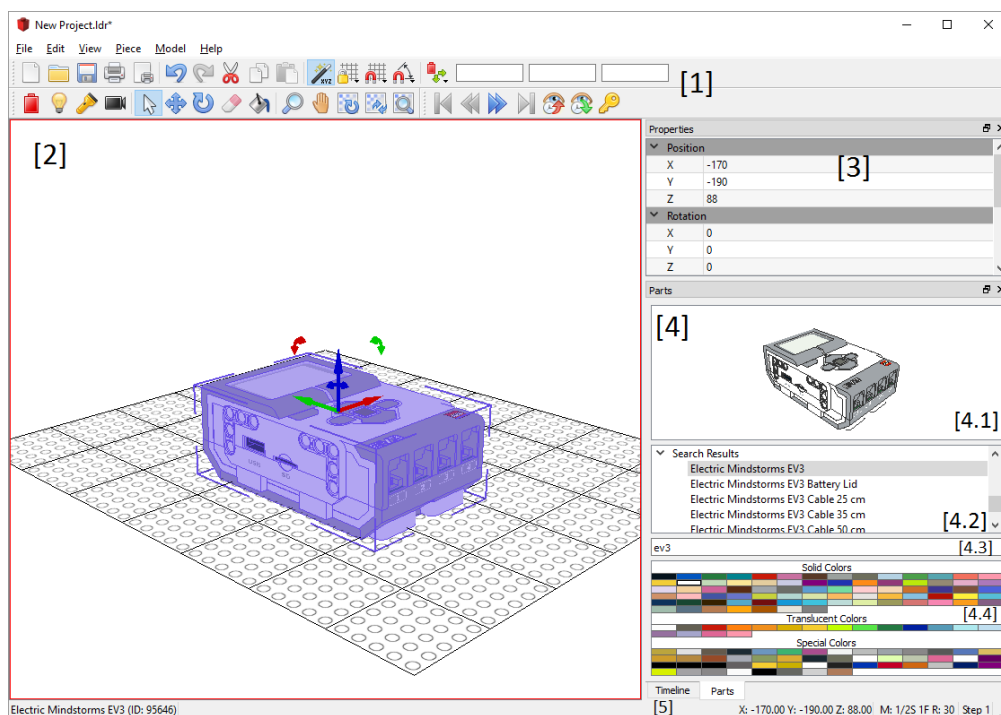 New Project.ldr*
File Edit View Piece Model Help
XYZ
[1]
[2]
Properties
Position
X -170
[3]
Y -190
Z 88
Rotation
X 0
Y 0
Z 0
Parts
[4]
[4.1]
Search Results
Electric Mindstorms EV3
Electric Mindstorms EV3 Battery Lid
Electric Mindstorms EV3 Cable 25 cm
Electric Mindstorms EV3 Cable 35 cm
Electric Mindstorms EV3 Cable 50 cm
[4.2]
ev3
[4.3]
Solid Colors
[4.4]
Translucent Colors
Special Colors
Timeline Parts
Electric Mindstorms EV3 (ID: 95646)
[5]
X: -170.00 Y: -190.00 Z: 88.00 M: 1/2S 1F R: 30 Step 1